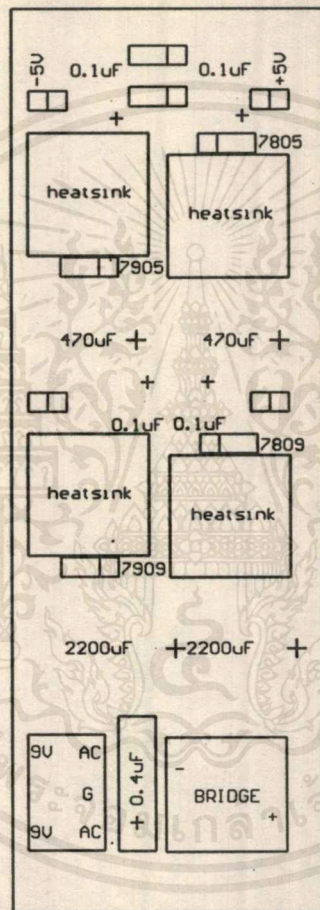 -5V 0.1uF 0.1uF +5V
+ +
7805
heatsink heatsink
7905
470uF + 470uF +
+ +
0.1uF 0.1uF
7809
heatsink heatsink
7909
2200uF +2200uF +
9V AC
G
9V AC
+ 0.4uF
-
BRIDGE
+